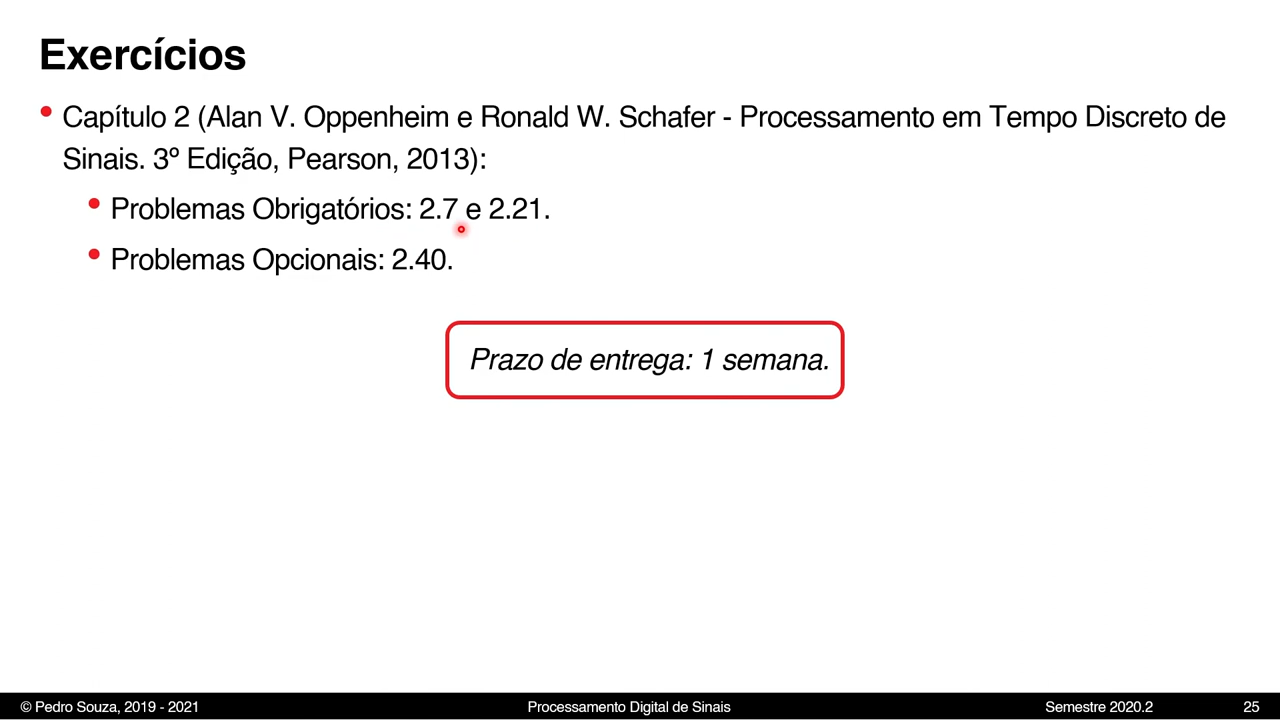 Exercícios
• Capítulo 2 (Alan V. Oppenheim e Ronald W. Schafer - Processamento em Tempo Discreto de
Sinais. 3º Edição, Pearson, 2013):
• Problemas Obrigatórios: 2.7 e 2.21.
• Problemas Opcionais: 2.40.
Prazo de entrega: 1 semana.
© Pedro Souza, 2019 - 2021 Processamento Digital de Sinais Semestre 2020.2 25